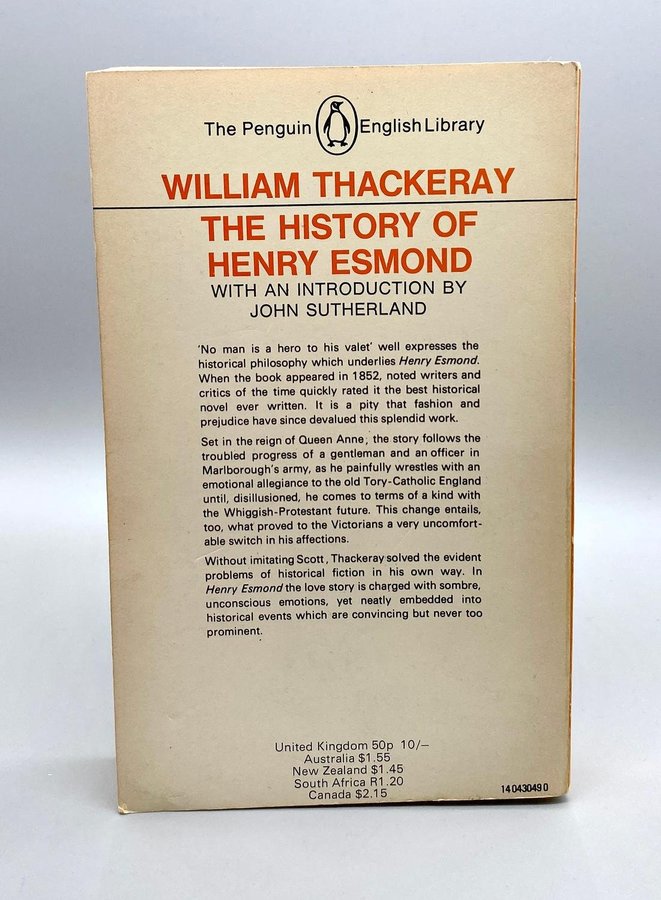 The Penguin English Library
WILLIAM THACKERAY
THE HISTORY OF
HENRY ESMOND
WITH AN INTRODUCTION BY
JOHN SUTHERLAND
'No man is a hero to his valet' well expresses the
historical philosophy which underlies Henry Esmond.
When the book appeared in 1852, noted writers and
critics of the time quickly rated it the best historical
novel ever written. It is a pity that fashion and
prejudice have since devalued this splendid work.
Set in the reign of Queen Anne, the story follows the
troubled progress of a gentleman and an officer in
Marlborough's army, as he painfully wrestles with an
emotional allegiance to the old Tory-Catholic England
until, disillusioned, he comes to terms of a kind with
the Whiggish-Protestant future. This change entails,
too, what proved to the Victorians a very uncomfort-
able switch in his affections.
Without imitating Scott, Thackeray solved the evident
problems of historical fiction in his own way. In
Henry Esmond the love story is charged with sombre,
unconscious emotions, yet neatly embedded into
historical events which are convincing but never too
prominent.
United Kingdom 50p 10/–
Australia $1.55
New Zealand $1.45
South Africa R1.20
Canada $2.15
14 043049 0